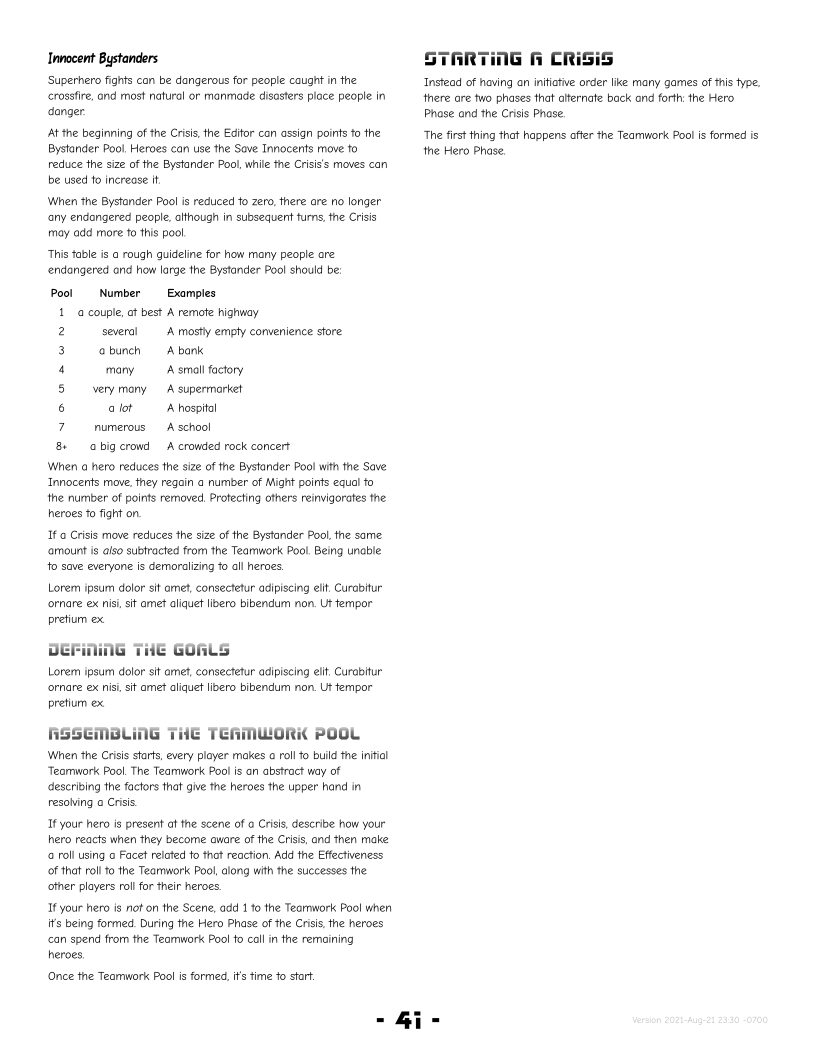 Innocent Bystanders
Superhero fights can be dangerous for people caught in the
crossfire, and most natural or manmade disasters place people in
danger.
At the beginning of the Crisis, the Editor can assign points to the
Bystander Pool. Heroes can use the Save Innocents move to
reduce the size of the Bystander Pool, while the Crisis's moves can
be used to increase it.
When the Bystander Pool is reduced to zero, there are no longer
any endangered people, although in subsequent turns, the Crisis
may add more to this pool.
This table is a rough guideline for how many people are
endangered and how large the Bystander Pool should be:
Pool Number Examples
1 a couple, at best A remote highway
2 several A mostly empty convenience store
3 a bunch A bank
4 many A small factory
5 very many A supermarket
6 a lot A hospital
7 numerous A school
8+ a big crowd A crowded rock concert
When a hero reduces the size of the Bystander Pool with the Save
Innocents move, they regain a number of Might points equal to
the number of points removed. Protecting others reinvigorates the
heroes to fight on.
If a Crisis move reduces the size of the Bystander Pool, the same
amount is also subtracted from the Teamwork Pool. Being unable
to save everyone is demoralizing to all heroes.
Lorem ipsum dolor sit amet, consectetur adipiscing elit. Curabitur
ornare ex nisi, sit amet aliquet libero bibendum non. Ut tempor
pretium ex.
DEFINING THE GOALS
Lorem ipsum dolor sit amet, consectetur adipiscing elit. Curabitur
ornare ex nisi, sit amet aliquet libero bibendum non. Ut tempor
pretium ex.
ASSEMBLING THE TEAMWORK POOL
When the Crisis starts, every player makes a roll to build the initial
Teamwork Pool. The Teamwork Pool is an abstract way of
describing the factors that give the heroes the upper hand in
resolving a Crisis.
If your hero is present at the scene of a Crisis, describe how your
hero reacts when they become aware of the Crisis, and then make
a roll using a Facet related to that reaction. Add the Effectiveness
of that roll to the Teamwork Pool, along with the successes the
other players roll for their heroes.
If your hero is not on the Scene, add 1 to the Teamwork Pool when
it's being formed. During the Hero Phase of the Crisis, the heroes
can spend from the Teamwork Pool to call in the remaining
heroes.
Once the Teamwork Pool is formed, it's time to start.
STARTING A CRISIS
Instead of having an initiative order like many games of this type,
there are two phases that alternate back and forth: the Hero
Phase and the Crisis Phase.
The first thing that happens after the Teamwork Pool is formed is
the Hero Phase.
- 41 -
Version 2021-Aug-21 23:30 -0700